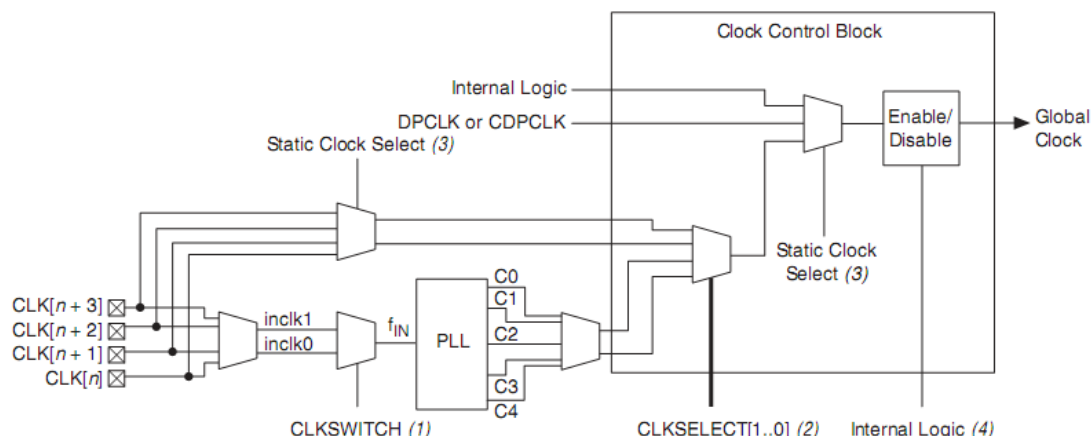 Clock Control Block
Internal Logic
DPCLK or CDPCLK
Static Clock Select (3)
Enable/
Disable
Global
Clock
Static Clock
Select (3)
CLK[n + 3]
CLK[n + 2]
CLK[n + 1]
CLK[n]
inclk1
inclk0
fIN
PLL
C0
C1
C2
C3
C4
CLKSWITCH (1)
CLKSELECT[1..0] (2)
Internal Logic (4)